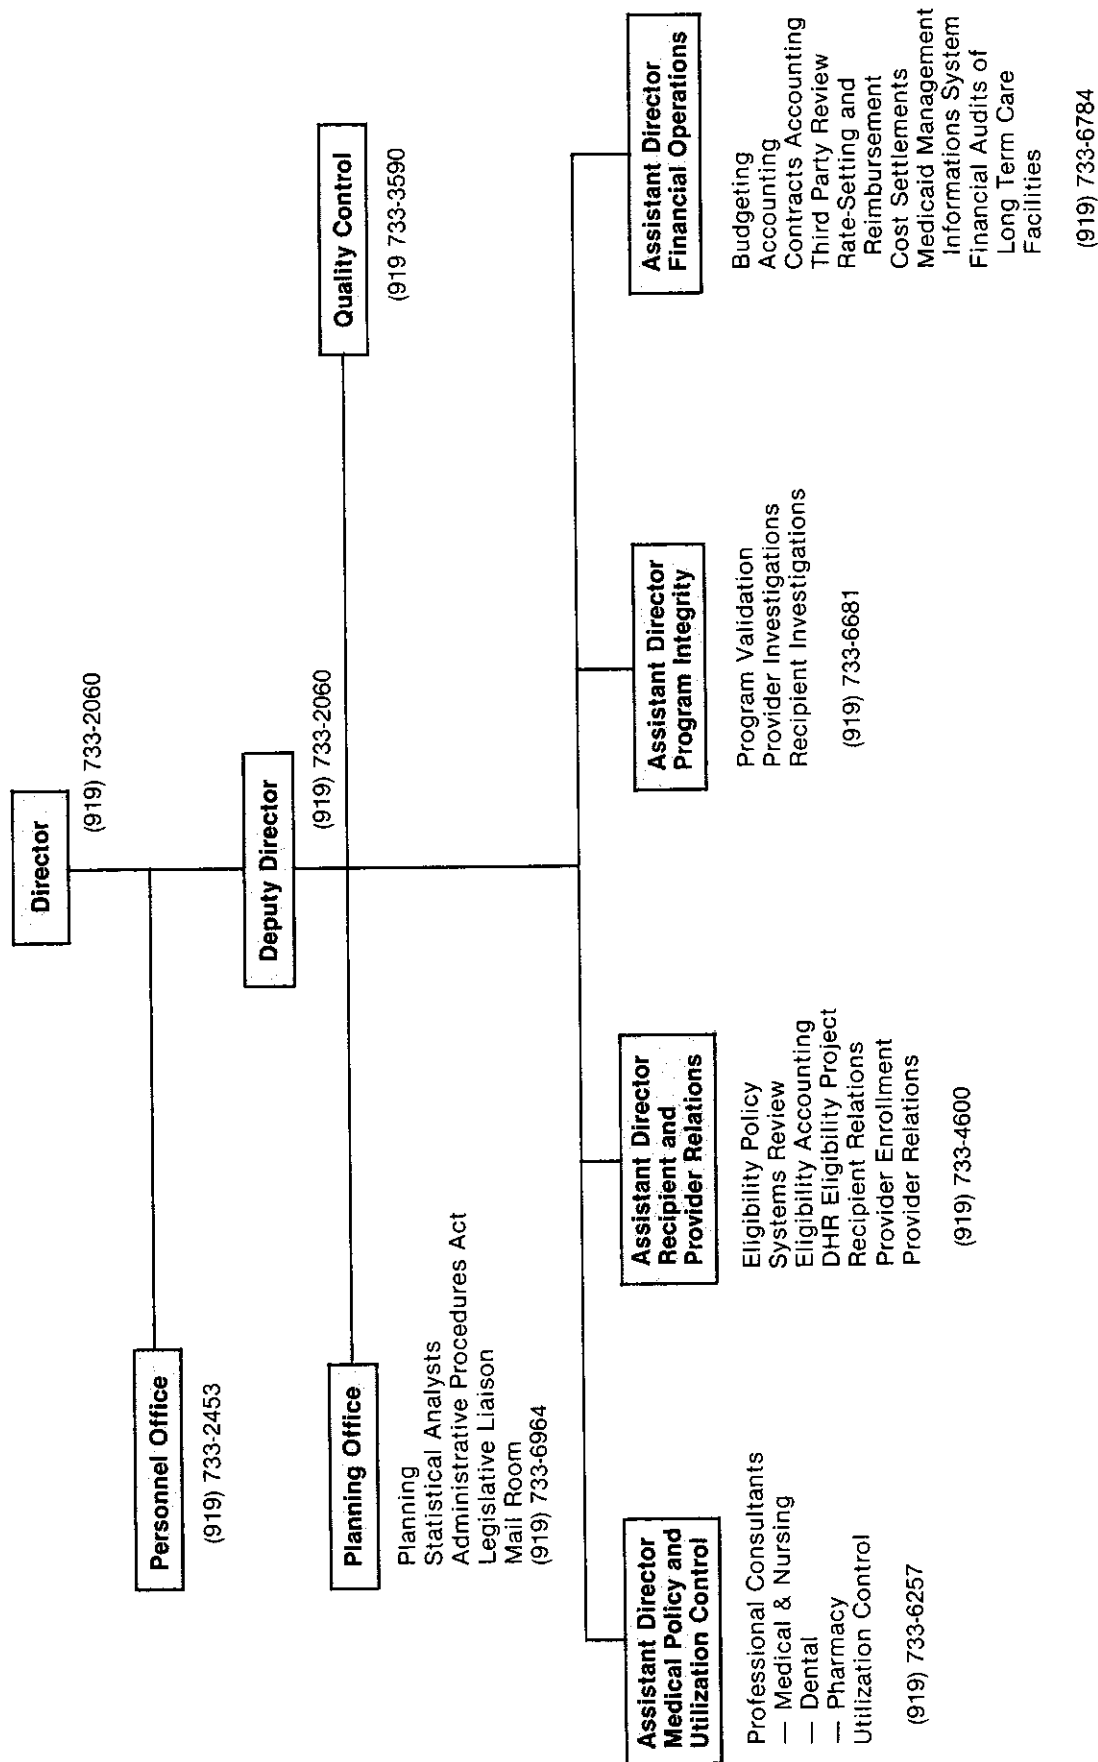 Director
(919) 733-2060
Personnel Office
(919) 733-2453
Deputy Director
(919) 733-2060
Planning Office
Planning
Statistical Analysts
Administrative Procedures Act
Legislative Liaison
Mail Room
(919) 733-6964
Quality Control
(919 733-3590
Assistant Director
Medical Policy and
Utilization Control
Professional Consultants
— Medical & Nursing
— Dental
— Pharmacy
Utilization Control
(919) 733-6257
Assistant Director
Recipient and
Provider Relations
Eligibility Policy
Systems Review
Eligibility Accounting
DHR Eligibility Project
Recipient Relations
Provider Enrollment
Provider Relations
(919) 733-4600
Assistant Director
Program Integrity
Program Validation
Provider Investigations
Recipient Investigations
(919) 733-6681
Assistant Director
Financial Operations
Budgeting
Accounting
Contracts Accounting
Third Party Review
Rate-Setting and
Reimbursement
Cost Settlements
Medicaid Management
Informations System
Financial Audits of
Long Term Care
Facilities
(919) 733-6784